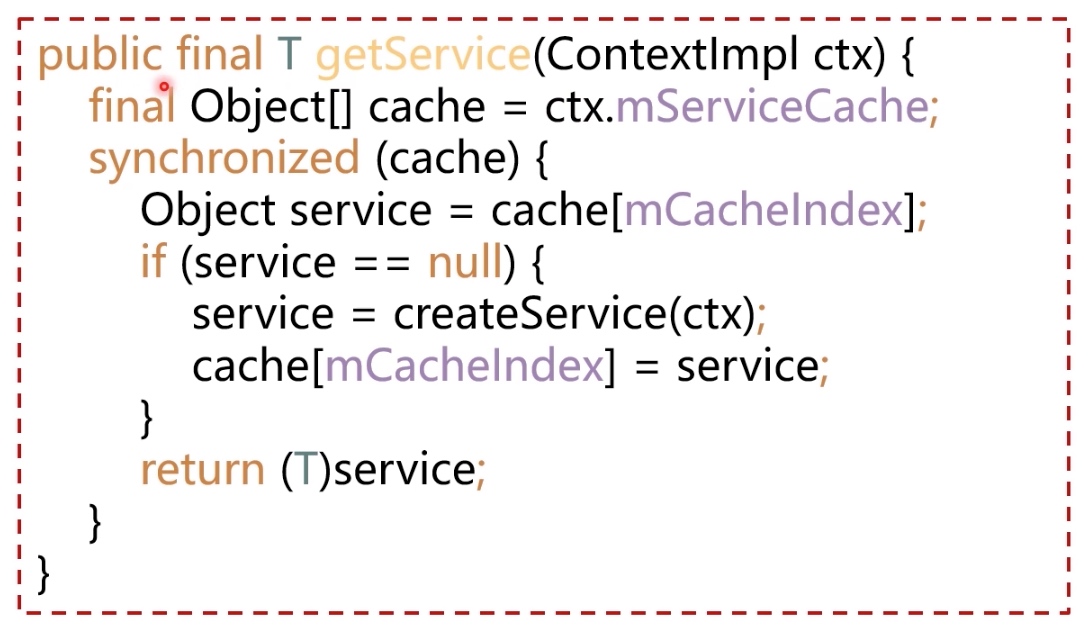 public final T getService(ContextImpl ctx) {
final Object[] cache = ctx.mServiceCache;
synchronized (cache) {
Object service = cache[mCacheIndex];
if (service == null) {
service = createService(ctx);
cache[mCacheIndex] = service;
}
return (T)service;
}
}